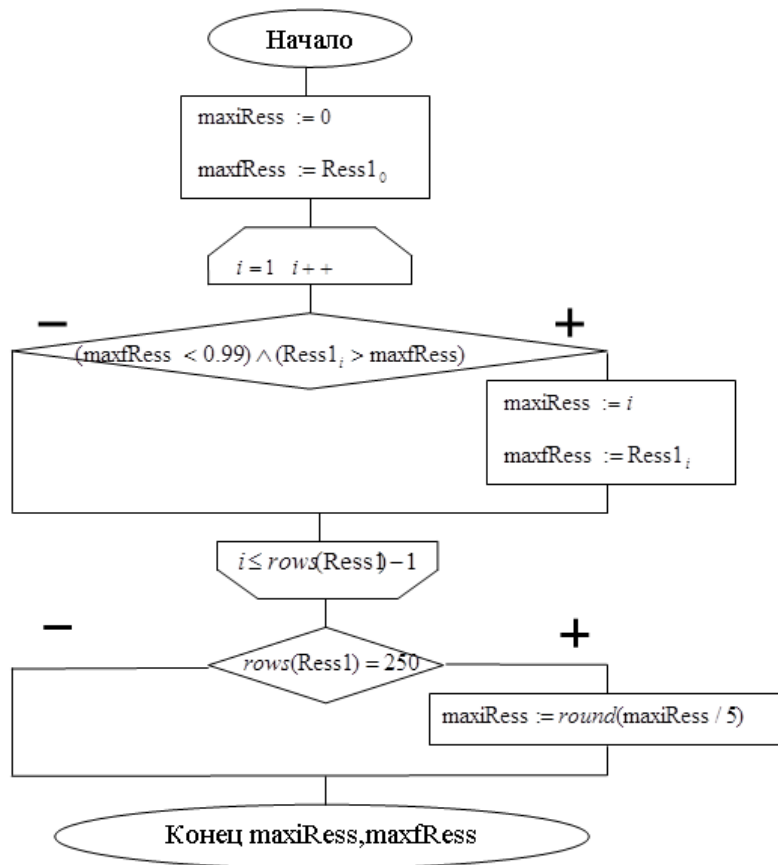 Начало
maxiRess := 0
maxfRess := Ress1₀
i = 1 i + +
− +
(maxfRess < 0.99) ∧ (Ress1ᵢ > maxfRess)
maxiRess := i
maxfRess := Ress1ᵢ
i ≤ rows(Ress1) − 1
− +
rows(Ress1) = 250
maxiRess := round(maxiRess / 5)
Конец maxiRess,maxfRess